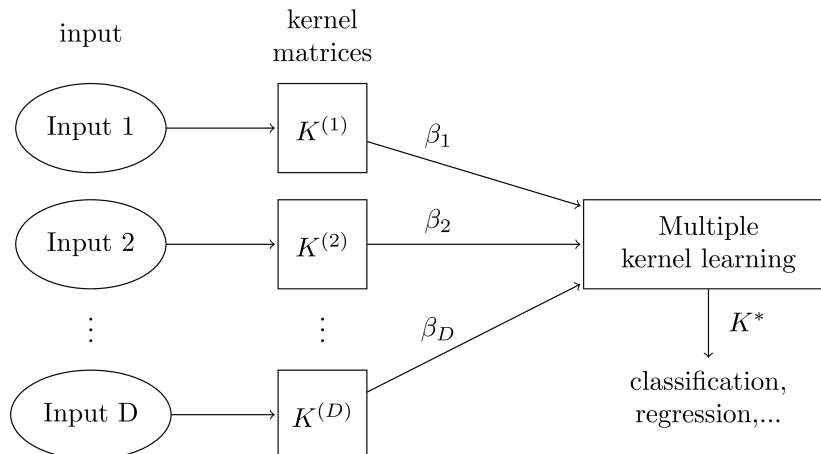 input
kernel
matrices
Input 1
K^(1)
β_1
Input 2
K^(2)
β_2
Multiple
kernel learning
⋮
⋮
β_D
K*
Input D
K^(D)
classification,
regression,...